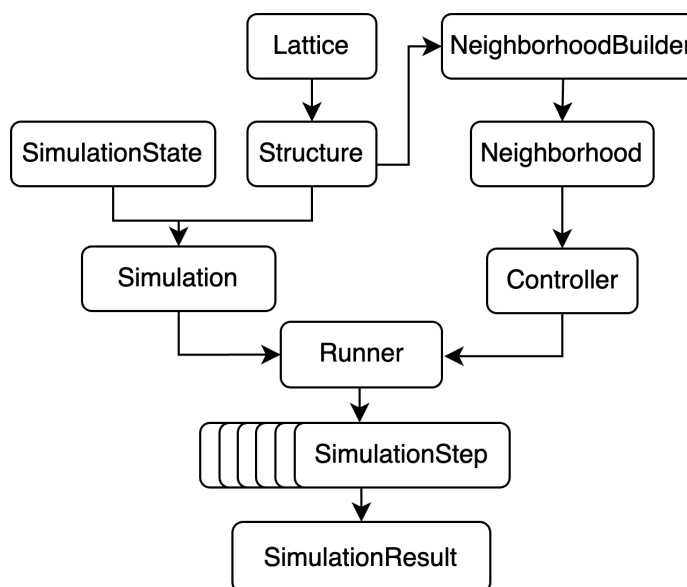 Lattice
NeighborhoodBuilder
SimulationState
Structure
Neighborhood
Simulation
Controller
Runner
SimulationStep
SimulationResult